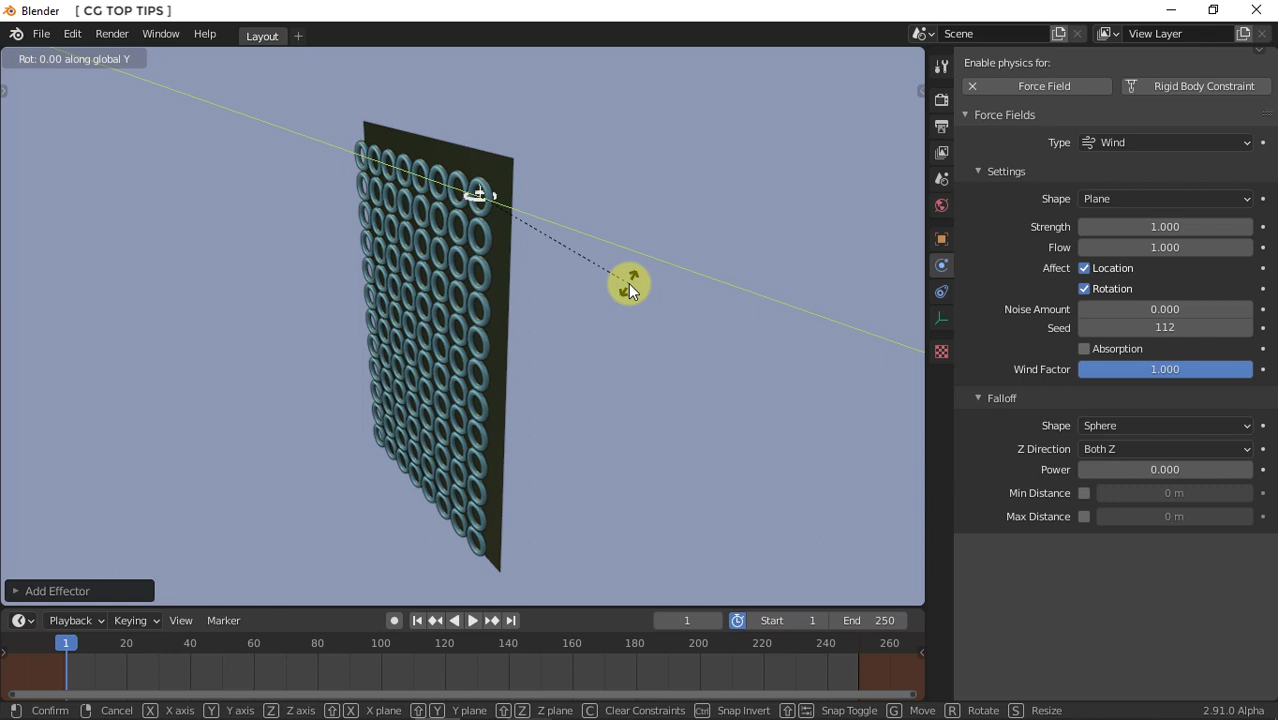 Blender [ CG TOP TIPS ]
File Edit Render Window Help Layout + Scene View Layer
Rot: 0.00 along global Y
Enable physics for:
Force Field Rigid Body Constraint
Force Fields
Type Wind
Settings
Shape Plane
Strength 1.000
Flow 1.000
Affect Location
Rotation
Noise Amount 0.000
Seed 112
Absorption
Wind Factor 1.000
Falloff
Shape Sphere
Z Direction Both Z
Power 0.000
Min Distance 0 m
Max Distance 0 m
Add Effector
Playback Keying View Marker 1 Start 1 End 250
1 20 40 60 80 100 120 140 160 180 200 220 240 260
Confirm Cancel X X axis Y Y axis Z Z axis X X plane Y Y plane Z Z plane C Clear Constraints Ctrl Snap Invert Snap Toggle G Move R Rotate S Resize 2.91.0 Alpha